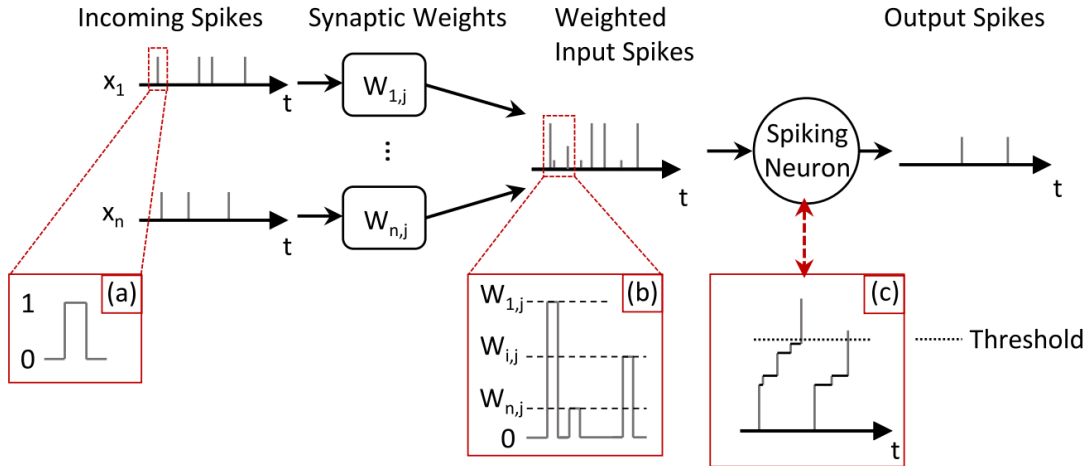 Incoming Spikes
Synaptic Weights
Weighted
Input Spikes
Output Spikes
x1
t
W1,j
...
xn
t
Wn,j
t
Spiking
Neuron
t
(a)
1
0
(b)
W1,j
Wi,j
Wn,j
0
(c)
t
Threshold